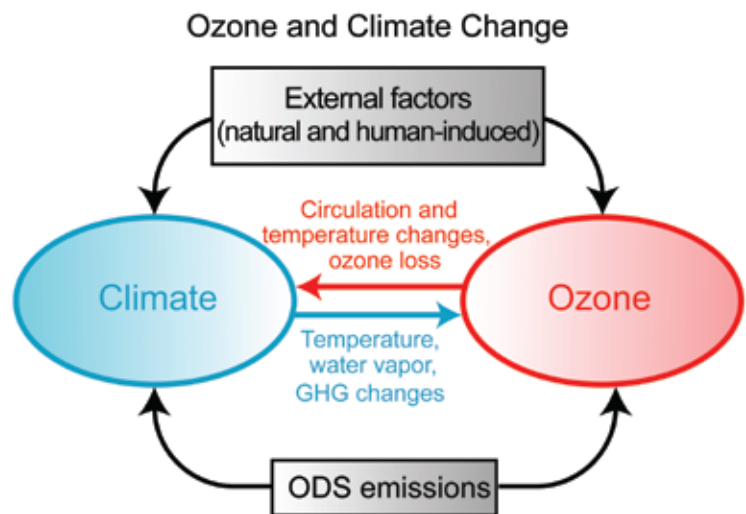 Ozone and Climate Change
External factors
(natural and human-induced)
Circulation and
temperature changes,
ozone loss
Climate
Ozone
Temperature,
water vapor,
GHG changes
ODS emissions